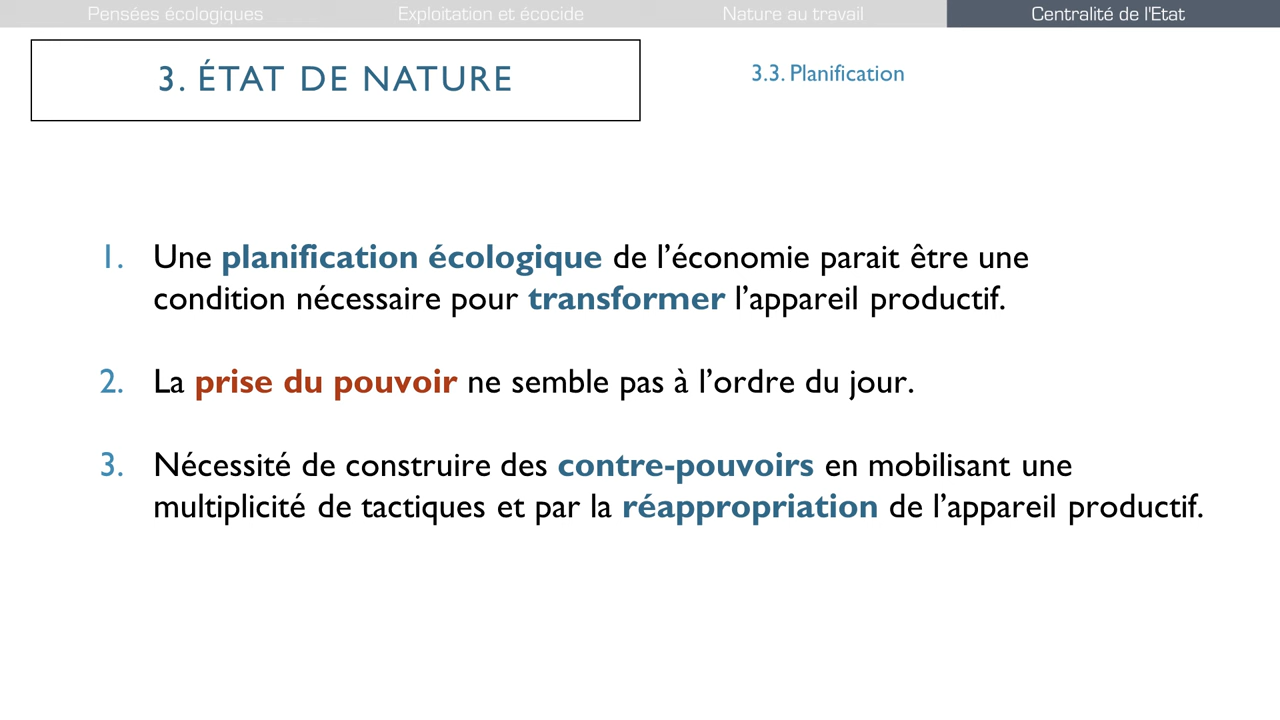 Pensées écologiques
Exploitation et écocide
Nature au travail
Centralité de l'Etat
3. ÉTAT DE NATURE
3.3. Planification
1. Une planification écologique de l’économie parait être une
condition nécessaire pour transformer l’appareil productif.
2. La prise du pouvoir ne semble pas à l’ordre du jour.
3. Nécessité de construire des contre-pouvoirs en mobilisant une
multiplicité de tactiques et par la réappropriation de l’appareil productif.